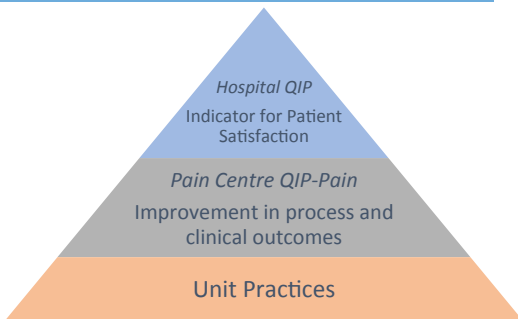 Hospital QIP
Indicator for Patient
Satisfaction
Pain Centre QIP-Pain
Improvement in process and
clinical outcomes
Unit Practices